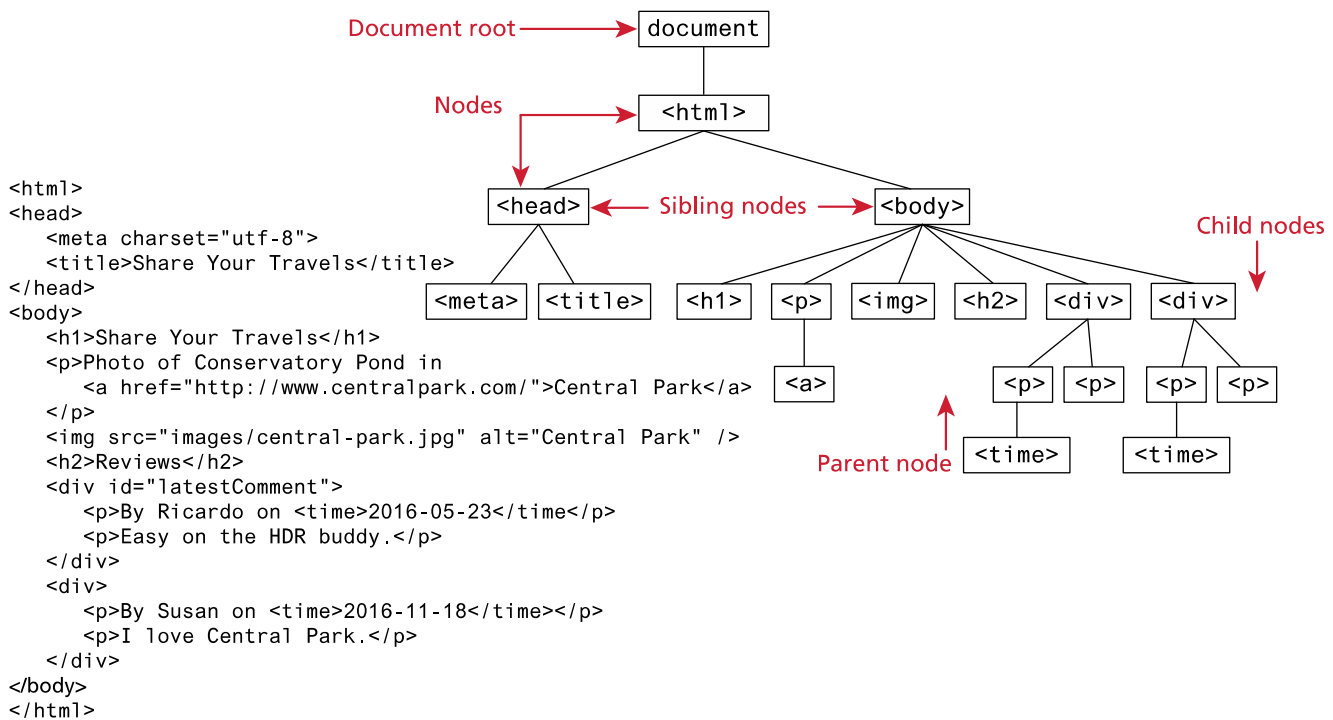 Document root
document
Nodes
<html>
<head>
Sibling nodes
<body>
Child nodes
<meta>
<title>
<h1>
<p>
<img>
<h2>
<div>
<div>
<a>
<p>
<p>
<p>
<p>
Parent node
<time>
<time>
<html>
<head>
<meta charset="utf-8">
<title>Share Your Travels</title>
</head>
<body>
<h1>Share Your Travels</h1>
<p>Photo of Conservatory Pond in
<a href="http://www.centralpark.com/">Central Park</a>
</p>
<img src="images/central-park.jpg" alt="Central Park" />
<h2>Reviews</h2>
<div id="latestComment">
<p>By Ricardo on <time>2016-05-23</time</p>
<p>Easy on the HDR buddy.</p>
</div>
<div>
<p>By Susan on <time>2016-11-18</time></p>
<p>I love Central Park.</p>
</div>
</body>
</html>